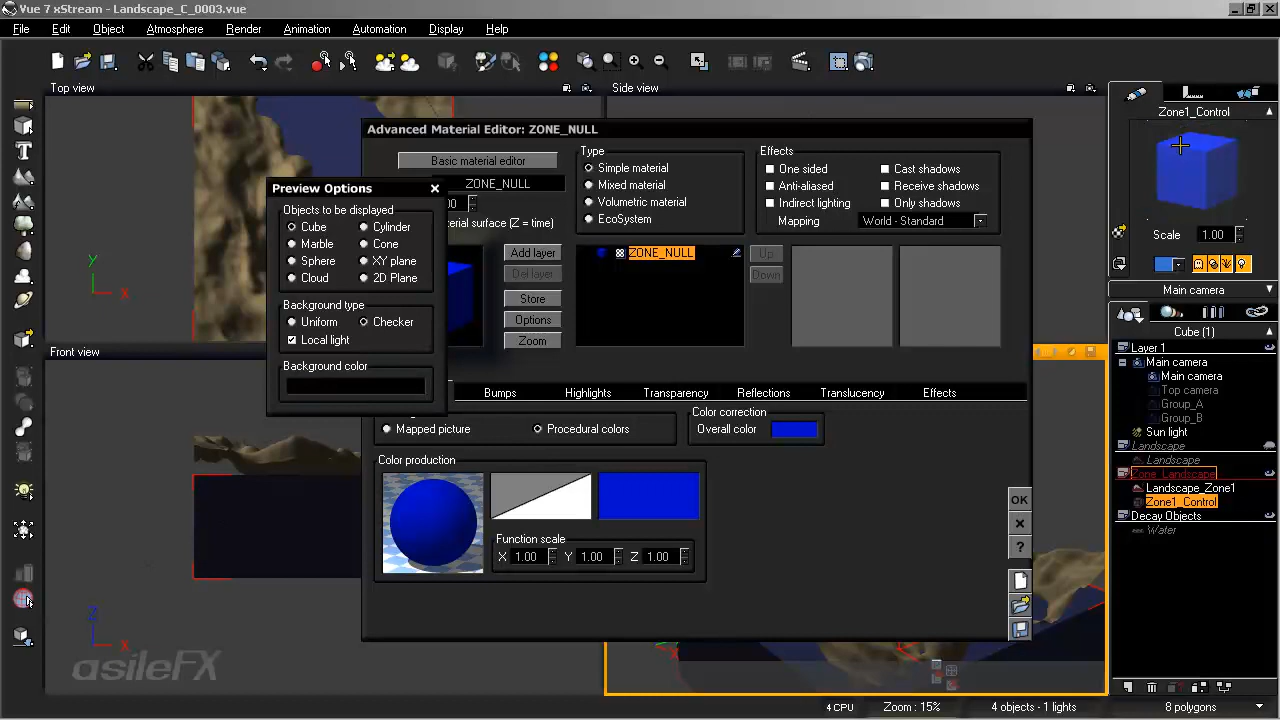 Vue 7 xStream - Landscape_C_0003.vue
File Edit Object Atmosphere Render Animation Automation Display Help
Top view
Side view
Zone1_Control
Advanced Material Editor: ZONE_NULL
Basic material editor
ZONE_NULL
Type
Simple material
Mixed material
Volumetric material
EcoSystem
Effects
One sided
Cast shadows
Anti-aliased
Receive shadows
Indirect lighting
Only shadows
Mapping World - Standard
Preview Options
Objects to be displayed
Cube
Cylinder
Marble
Cone
Sphere
XY plane
Cloud
2D Plane
Background type
Uniform
Checker
Local light
Background color
surface (Z = time)
Add layer
Del layer
Store
Options
Zoom
ZONE_NULL
Up
Down
Scale 1.00
Main camera
Cube (1)
Layer 1
Main camera
Main camera
Top camera
Group_A
Group_B
Sun light
Landscape
Landscape
Zone_Landscape
Landscape_Zone1
Zone1_Control
Decay Objects
Water
Y
X
Front view
Bumps Highlights Transparency Reflections Translucency Effects
Mapped picture
Procedural colors
Color correction
Overall color
Color production
Function scale
X 1.00 Y 1.00 Z 1.00
OK
?
Z
X
asileFX
4 CPU Zoom : 15% 4 objects - 1 lights 8 polygons